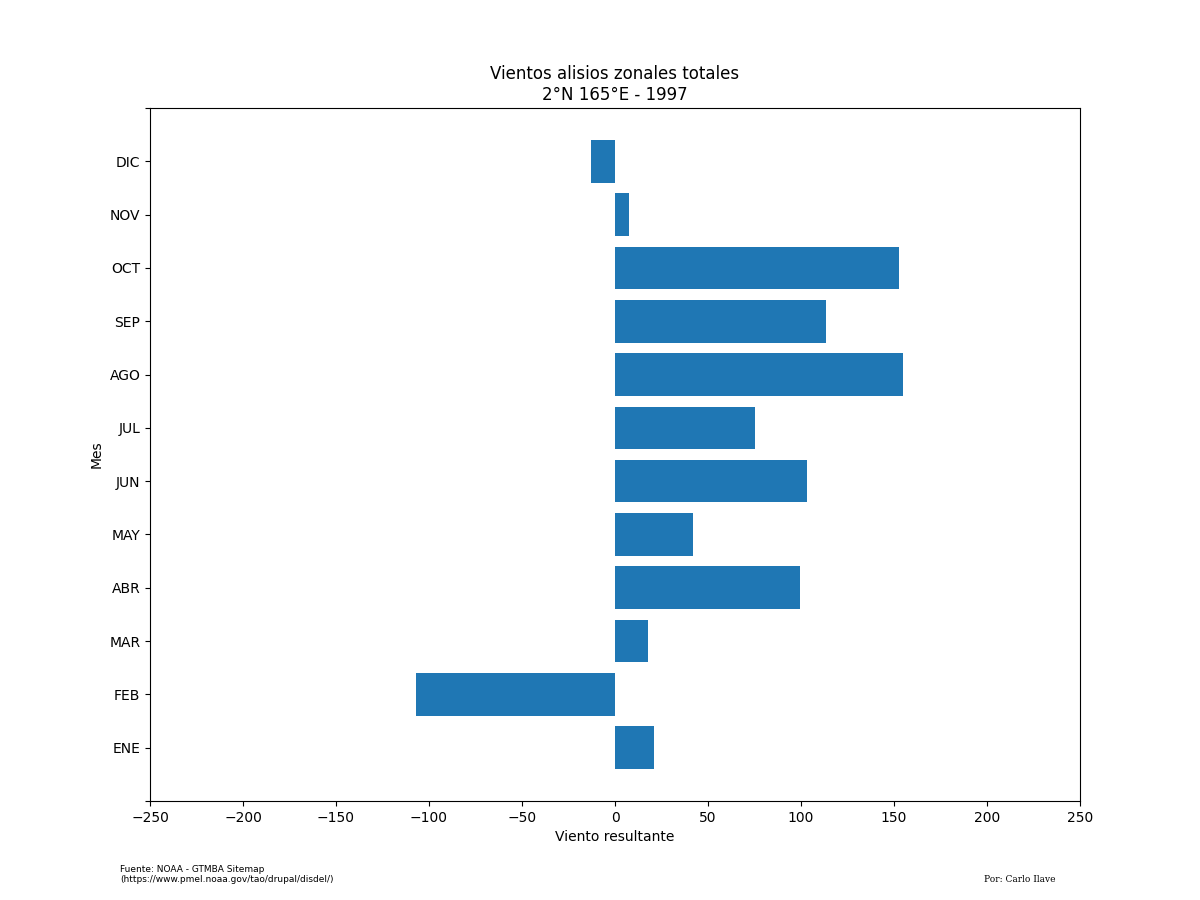 Vientos alisios zonales totales
2°N 165°E - 1997
DIC
NOV
OCT
SEP
AGO
JUL
JUN
MAY
ABR
MAR
FEB
ENE
Mes
−250 −200 −150 −100 −50 0 50 100 150 200 250
Viento resultante
Fuente: NOAA - GTMBA Sitemap
(https://www.pmel.noaa.gov/tao/drupal/disdel/)
Por: Carlo Ilave